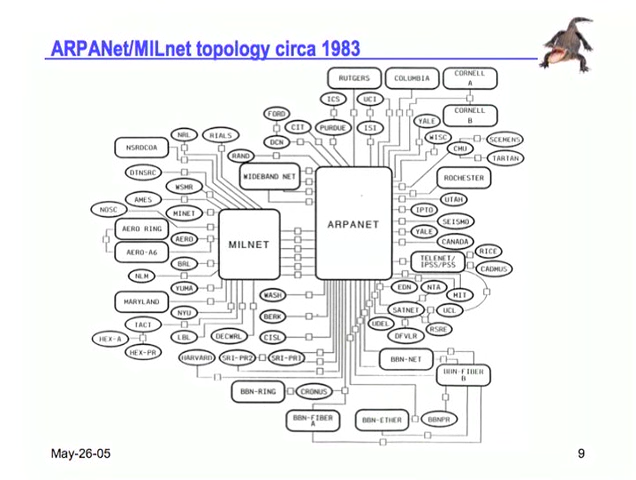 ARPANet/MILnet topology circa 1983
RUTGERS
COLUMBIA
CORNELL
A
ICS
UCI
FORD
CORNELL
B
CIT
PURDUE
ISI
YALE
NRL
RIALS
DCN
WISC
CMU
SCEMENS
TARTAN
NSRDCOA
RAND
WIDEBAND NET
ROCHESTER
DTNSRC
WSMR
AMES
UTAH
NOSC
MINET
IPTO
SEISMO
AERO RING
AERO
MILNET
ARPANET
YALE
CANADA
AERO-A6
RICE
BRL
TELENET/
IPSS/PSS
CADMUS
NLM
YUMA
EDN
NTA
MIT
MARYLAND
WASH
SATNET
UCL
NYU
BERK
UDEL
RSRE
TACT
LBL
DECWRL
CISL
DFVLR
HEX-A
HEX-PR
HARVARD
SRI-PR2
SRI-PR1
BBN-NET
BBN-FIBER
B
BBN-RING
CRONUS
BBN-FIBER
A
BBN-ETHER
BBNPR
May-26-05
9